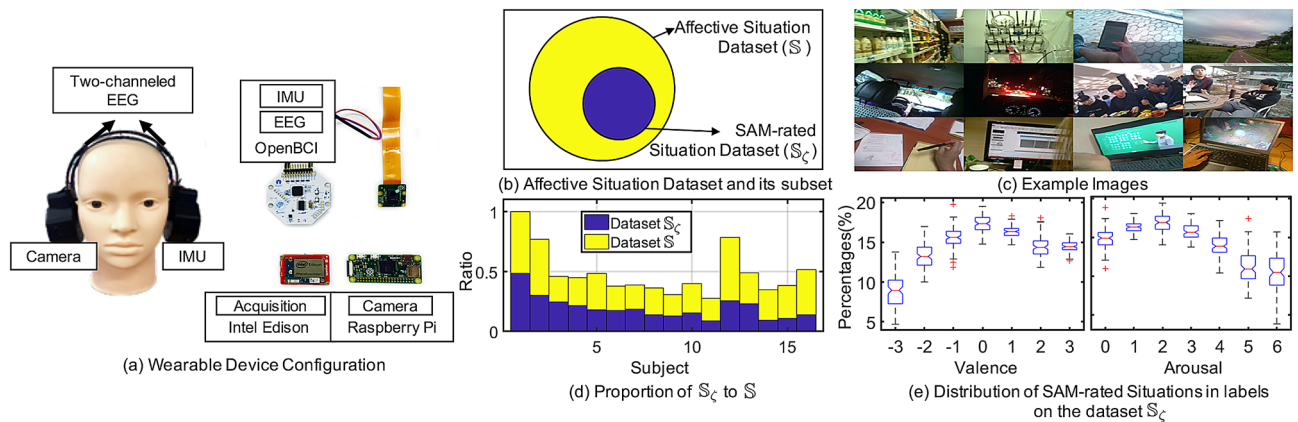 Two-channeled
EEG
Camera
IMU
IMU
EEG
OpenBCI
Acquisition
Intel Edison
Camera
Raspberry Pi
(a) Wearable Device Configuration
Affective Situation
Dataset (𝕊)
SAM-rated
Situation Dataset (𝕊ζ)
(b) Affective Situation Dataset and its subset
(c) Example Images
Ratio
1
0.5
0
Dataset 𝕊ζ
Dataset 𝕊
5 10 15
Subject
(d) Proportion of 𝕊ζ to 𝕊
Percentages(%)
20
15
10
5
-3 -2 -1 0 1 2 3
Valence
0 1 2 3 4 5 6
Arousal
(e) Distribution of SAM-rated Situations in labels
on the dataset 𝕊ζ